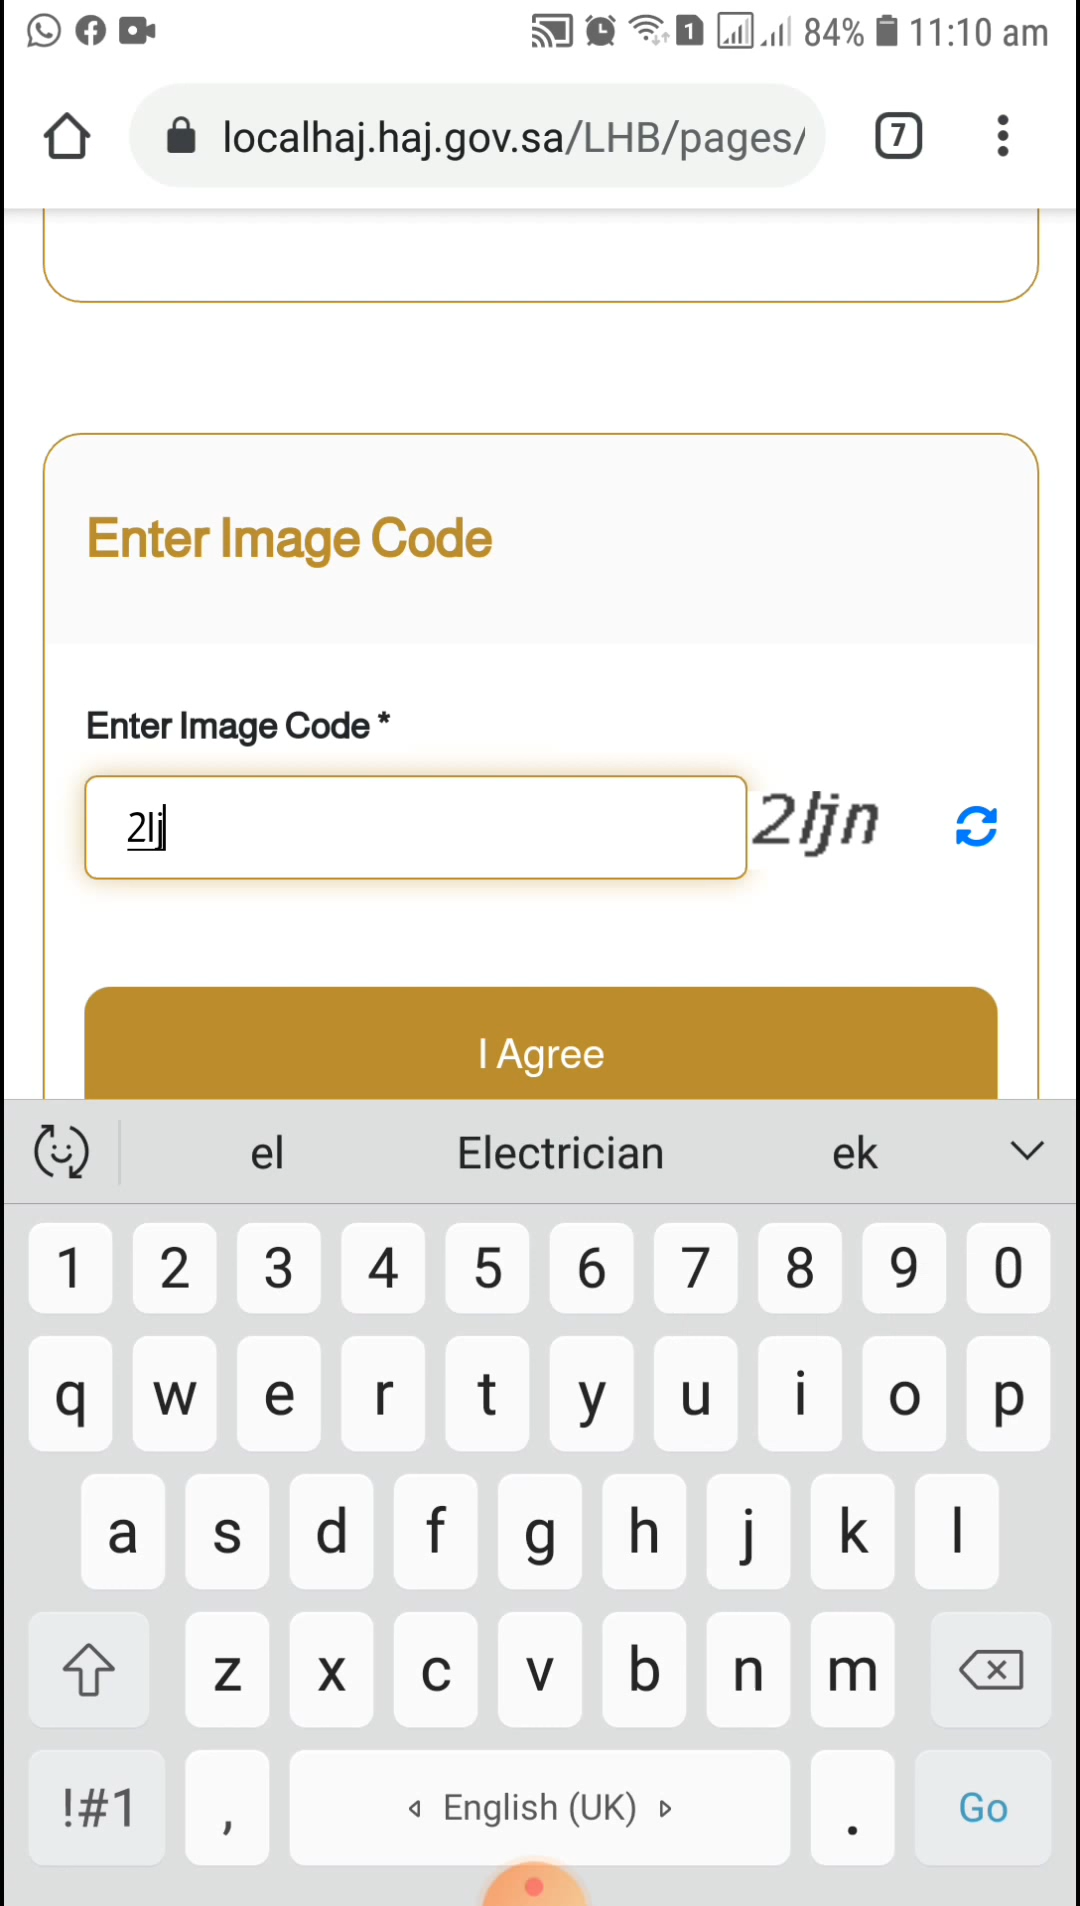 1 84% 11:10 am
localhaj.haj.gov.sa/LHB/pages/ 7
Enter Image Code
Enter Image Code *
2lj 2ljn
I Agree
el Electrician ek
1 2 3 4 5 6 7 8 9 0
q w e r t y u i o p
a s d f g h j k l
z x c v b n m
!#1 , English (UK) . Go